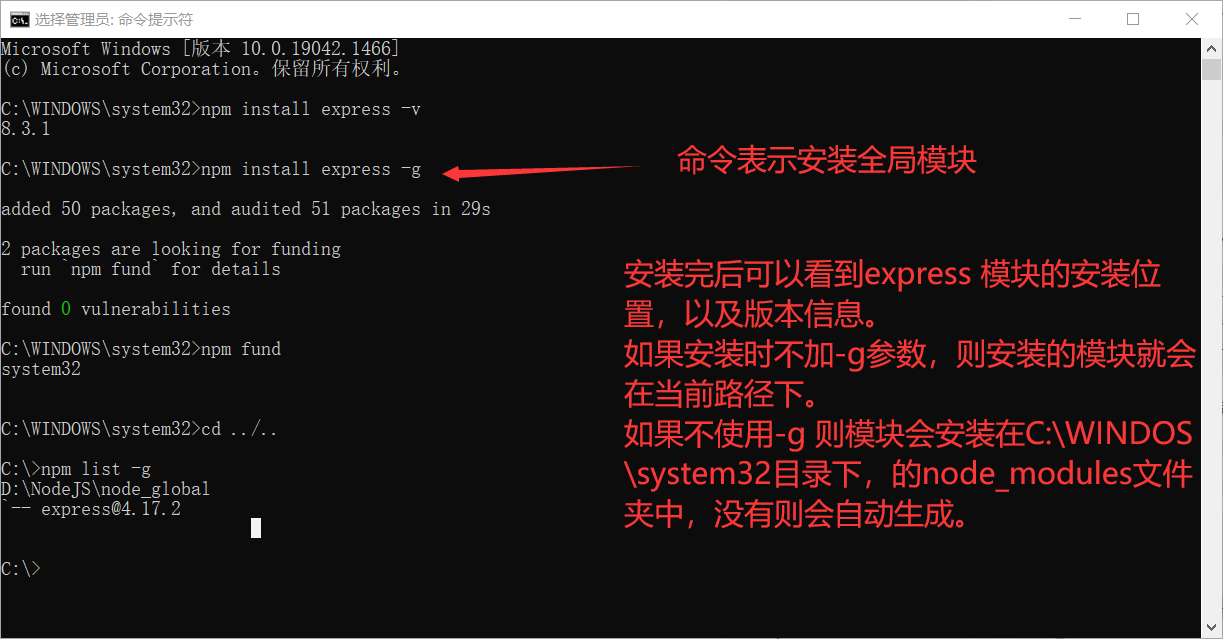 选择管理员: 命令提示符
Microsoft Windows [版本 10.0.19042.1466]
(c) Microsoft Corporation。保留所有权利。
C:\WINDOWS\system32>npm install express -v
8.3.1
C:\WINDOWS\system32>npm install express -g
命令表示安装全局模块
added 50 packages, and audited 51 packages in 29s
2 packages are looking for funding
run `npm fund` for details
found 0 vulnerabilities
C:\WINDOWS\system32>npm fund
system32
C:\WINDOWS\system32>cd ../..
C:\>npm list -g
D:\NodeJS\node_global
`-- express@4.17.2
C:\>
安装完后可以看到express 模块的安装位
置，以及版本信息。
如果安装时不加-g参数，则安装的模块就会
在当前路径下。
如果不使用-g 则模块会安装在C:\WINDOS
\system32目录下，的node_modules文件
夹中，没有则会自动生成。